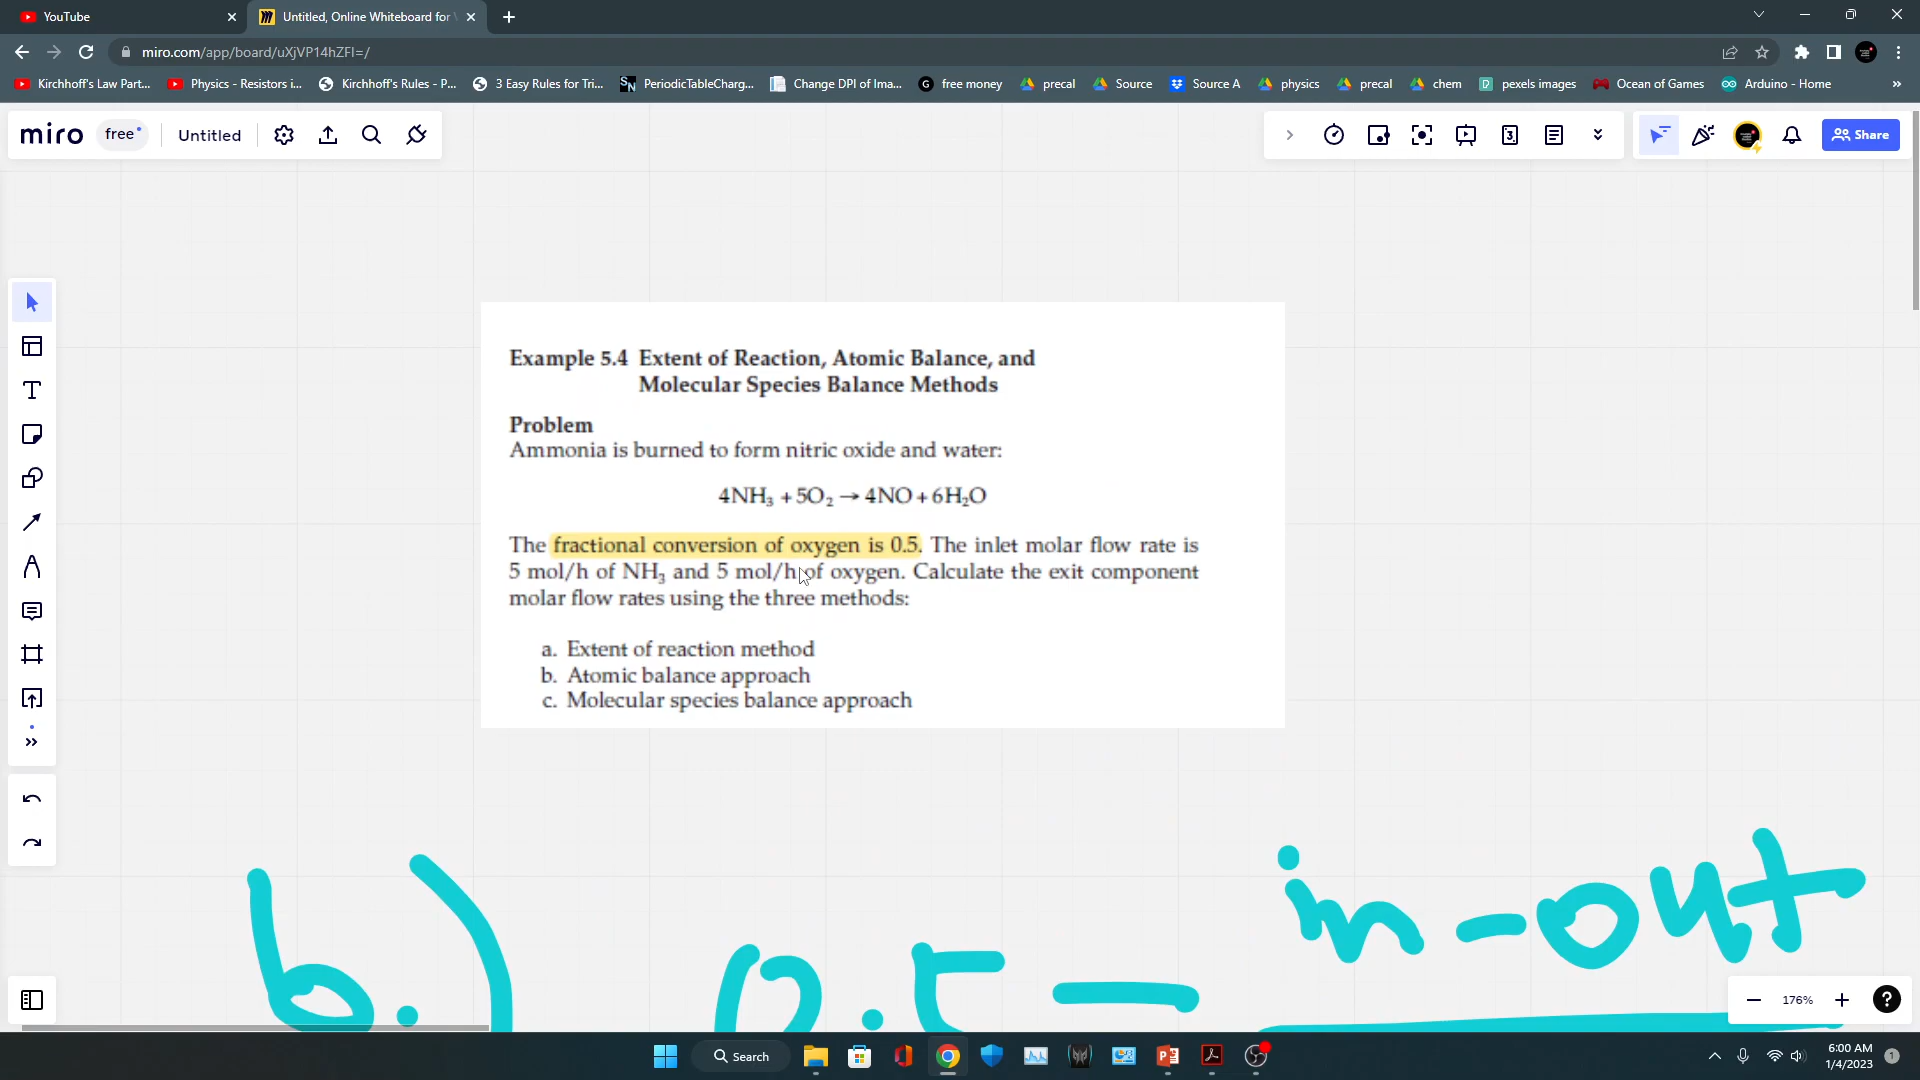 YouTube
Untitled, Online Whiteboard for
miro.com/app/board/uXjVP14hZFI=/
Kirchhoff's Law Part... Physics - Resistors i... Kirchhoff's Rules - P... 3 Easy Rules for Tri... PeriodicTableCharg... Change DPI of Ima... free money precal Source Source A physics precal chem pexels images Ocean of Games Arduino - Home
miro free Untitled
Share
Example 5.4 Extent of Reaction, Atomic Balance, and
Molecular Species Balance Methods
Problem
Ammonia is burned to form nitric oxide and water:
4NH₃ + 5O₂ → 4NO + 6H₂O
The fractional conversion of oxygen is 0.5. The inlet molar flow rate is
5 mol/h of NH₃ and 5 mol/h of oxygen. Calculate the exit component
molar flow rates using the three methods:
a. Extent of reaction method
b. Atomic balance approach
c. Molecular species balance approach
in - out
b.) 0.5 =
176%
Search
6:00 AM
1/4/2023